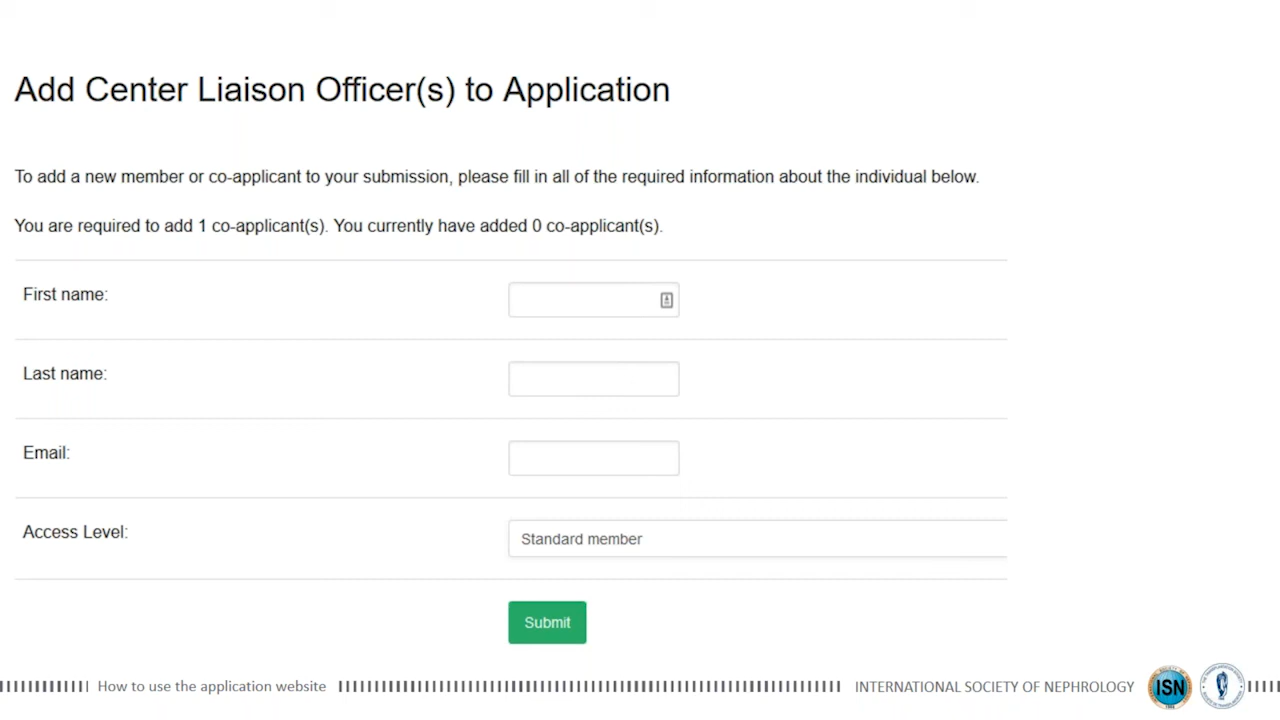 Add Center Liaison Officer(s) to Application
To add a new member or co-applicant to your submission, please fill in all of the required information about the individual below.
You are required to add 1 co-applicant(s). You currently have added 0 co-applicant(s).
First name:
Last name:
Email:
Access Level:
Standard member
Submit
How to use the application website
INTERNATIONAL SOCIETY OF NEPHROLOGY
ISN